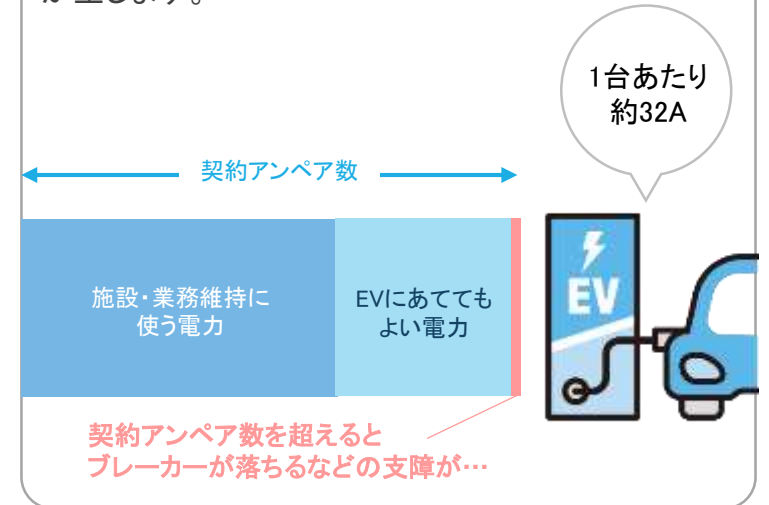 1台あたり
約32A
契約アンペア数
施設・業務維持に
使う電力
EVにあてても
よい電力
EV
契約アンペア数を超えると
ブレーカーが落ちるなどの支障が…